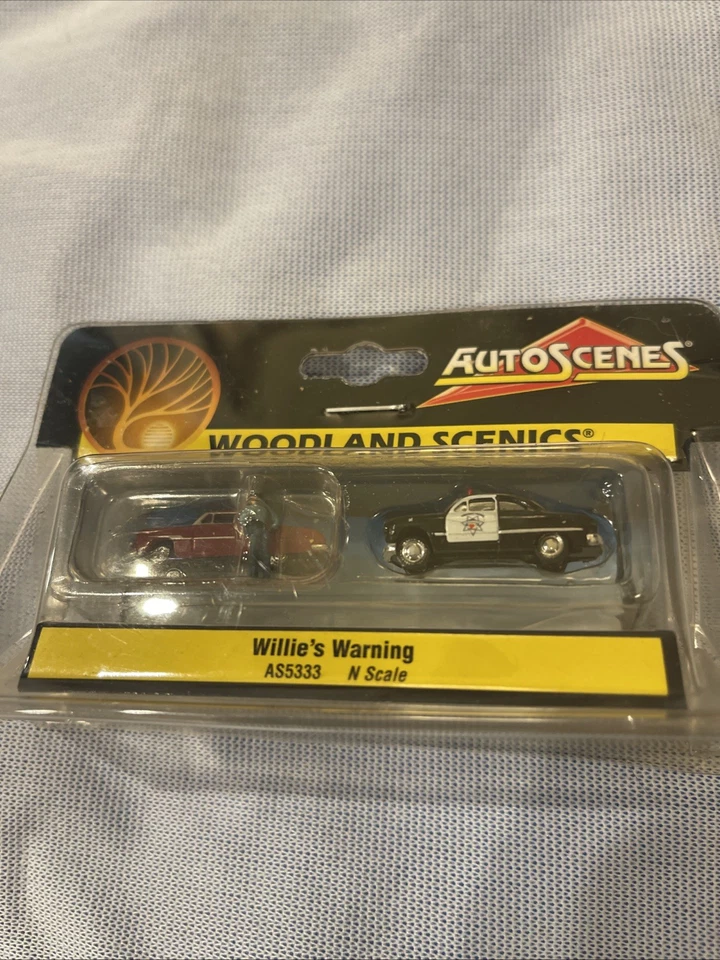 AUTOSCENES®
WOODLAND SCENICS®
Willie's Warning
AS5333 N Scale